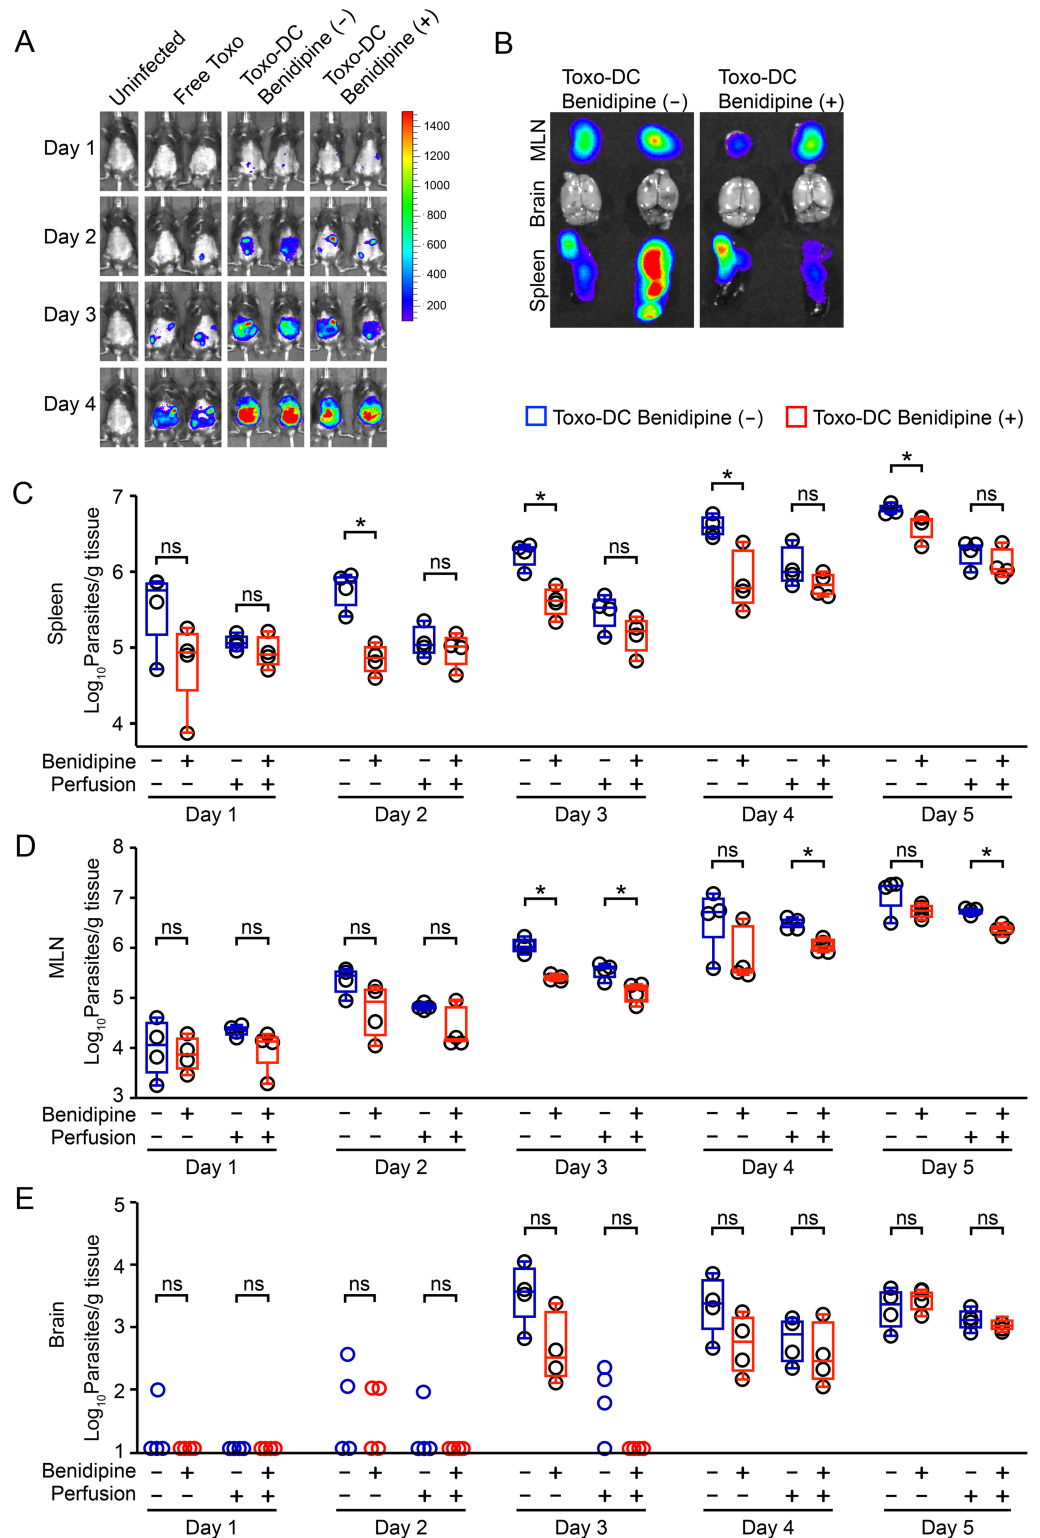 A
Uninfected
Free Toxo
Toxo-DC
Benidipine (−)
Toxo-DC
Benidipine (+)
Day 1
Day 2
Day 3
Day 4
1400
1200
1000
800
600
400
200
B
Toxo-DC
Benidipine (−)
Toxo-DC
Benidipine (+)
MLN
Brain
Spleen
Toxo-DC Benidipine (−)
Toxo-DC Benidipine (+)
C
Spleen
Log10Parasites/g tissue
7
6
5
4
ns
ns
*
ns
*
ns
*
ns
*
ns
Benidipine − + − + − + − + − + − + − + − + − + − +
Perfusion − − + + − − + + − − + + − − + + − − + +
Day 1 Day 2 Day 3 Day 4 Day 5
D
MLN
Log10Parasites/g tissue
8
7
6
5
4
3
ns
ns
ns
ns
*
*
ns
*
ns
*
Benidipine − + − + − + − + − + − + − + − + − + − +
Perfusion − − + + − − + + − − + + − − + + − − + +
Day 1 Day 2 Day 3 Day 4 Day 5
E
Brain
Log10Parasites/g tissue
5
4
3
2
1
ns
ns
ns
ns
ns
ns
ns
ns
ns
ns
Benidipine − + − + − + − + − + − + − + − + − + − +
Perfusion − − + + − − + + − − + + − − + + − − + +
Day 1 Day 2 Day 3 Day 4 Day 5